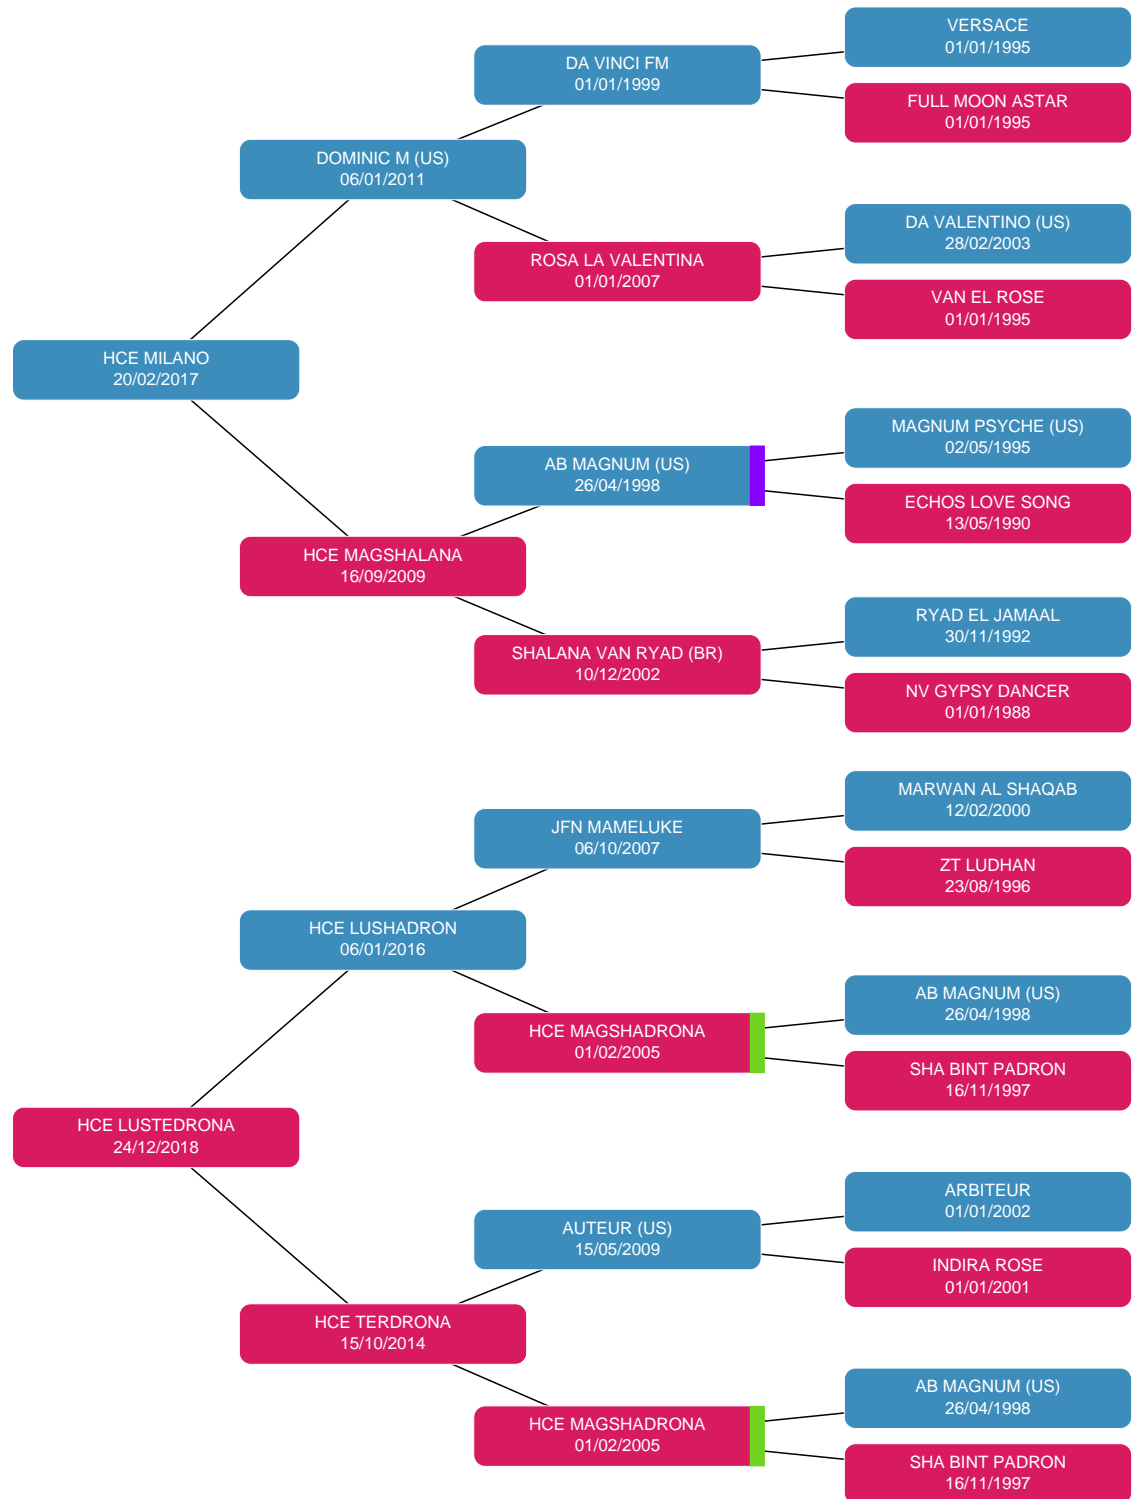 VERSACE
01/01/1995
DA VINCI FM
01/01/1999
FULL MOON ASTAR
01/01/1995
DOMINIC M (US)
06/01/2011
DA VALENTINO (US)
28/02/2003
ROSA LA VALENTINA
01/01/2007
VAN EL ROSE
01/01/1995
HCE MILANO
20/02/2017
MAGNUM PSYCHE (US)
02/05/1995
AB MAGNUM (US)
26/04/1998
ECHOS LOVE SONG
13/05/1990
HCE MAGSHALANA
16/09/2009
RYAD EL JAMAAL
30/11/1992
SHALANA VAN RYAD (BR)
10/12/2002
NV GYPSY DANCER
01/01/1988
MARWAN AL SHAQAB
12/02/2000
JFN MAMELUKE
06/10/2007
ZT LUDHAN
23/08/1996
HCE LUSHADRON
06/01/2016
AB MAGNUM (US)
26/04/1998
HCE MAGSHADRONA
01/02/2005
SHA BINT PADRON
16/11/1997
HCE LUSTEDRONA
24/12/2018
ARBITEUR
01/01/2002
AUTEUR (US)
15/05/2009
INDIRA ROSE
01/01/2001
HCE TERDRONA
15/10/2014
AB MAGNUM (US)
26/04/1998
HCE MAGSHADRONA
01/02/2005
SHA BINT PADRON
16/11/1997